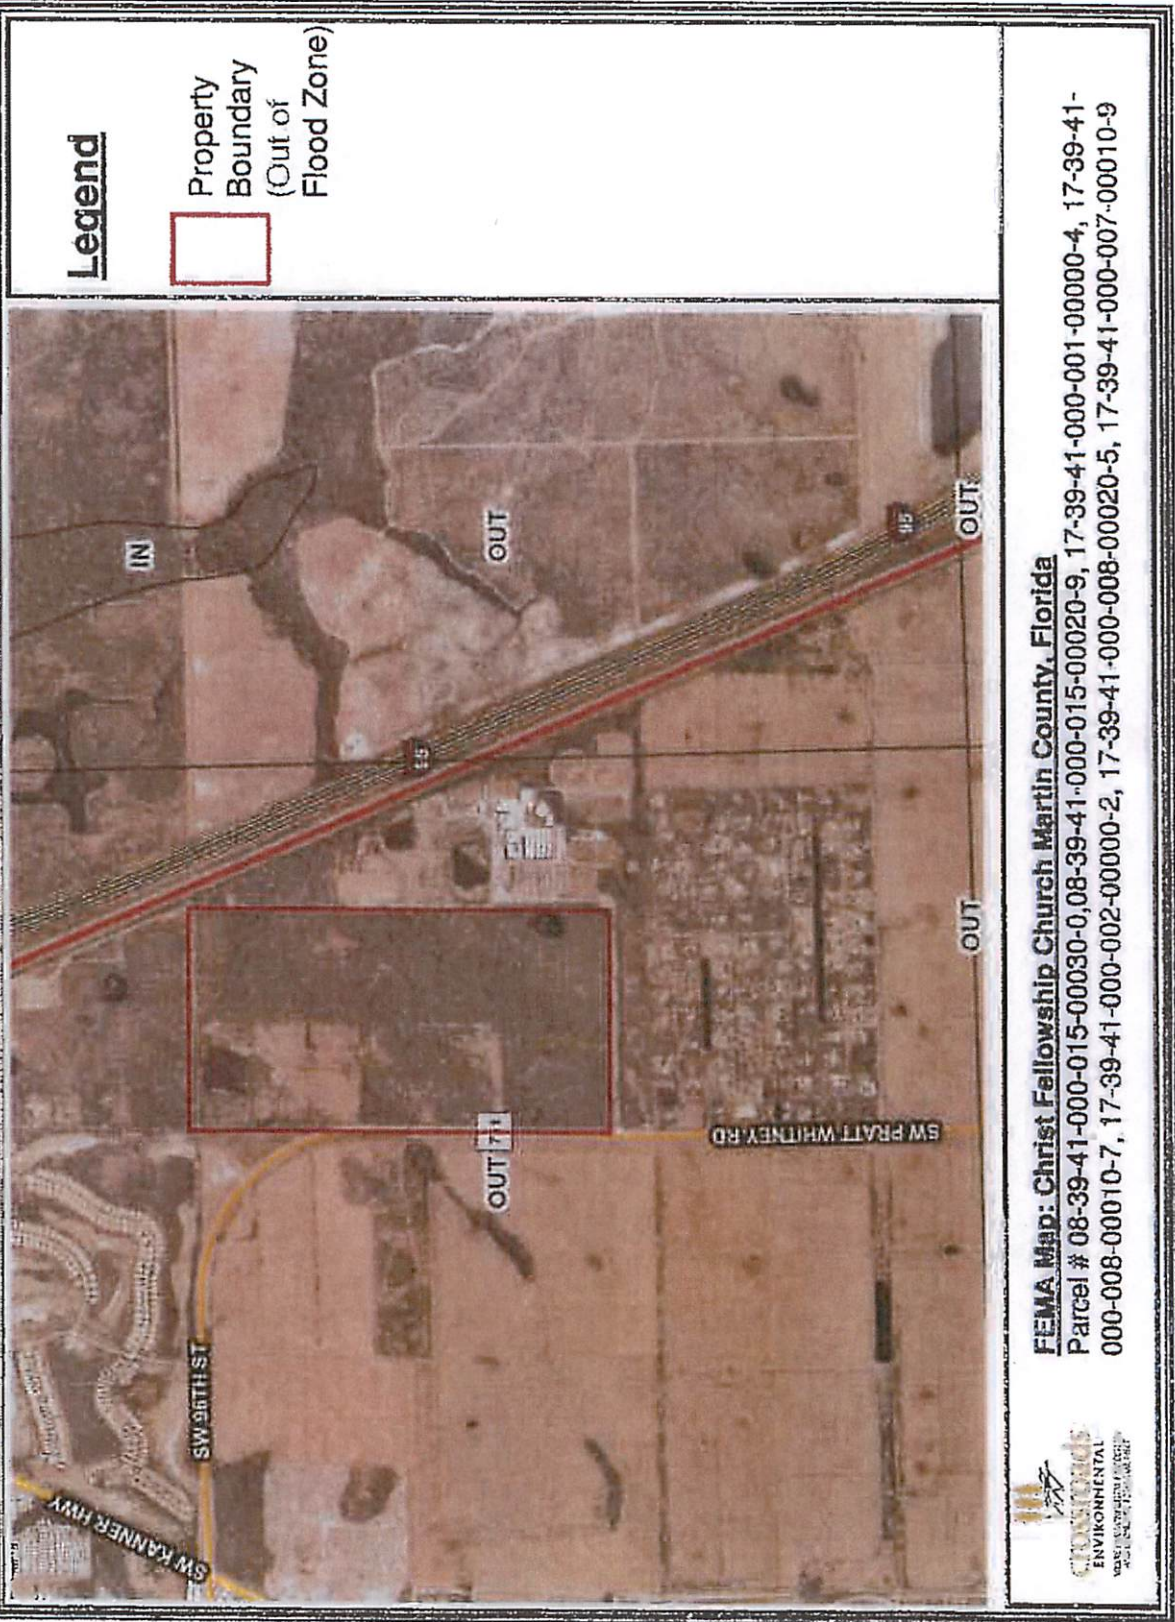 Legend
Property
Boundary
(Out of
Flood Zone)
IN
OUT
95
OUT
95
OUT
OUT 711
SW PRATT WHITNEY RD
SW 96TH ST
SW KANNER HWY
FEMA Map: Christ Fellowship Church Martin County, Florida
Parcel # 08-39-41-000-015-00030-0,08-39-41-000-015-00020-9, 17-39-41-000-001-00000-4, 17-39-41-
000-008-00010-7, 17-39-41-000-002-00000-2, 17-39-41-000-008-00020-5, 17-39-41-000-007-00010-9
crossroads
ENVIRONMENTAL